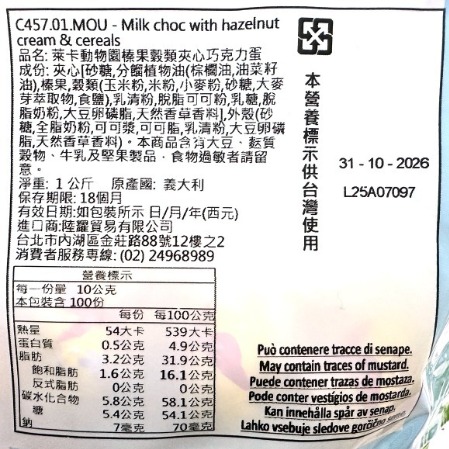 C457.01.MOU - Milk choc with hazelnut
cream & cereals
品名: 萊卡動物園榛果穀類夾心巧克力蛋
成份: 夾心[砂糖,分餾植物油(棕櫚油,油菜籽
油),榛果,穀類(玉米粉,米粉,小麥粉,砂糖,大麥
芽萃取物,食鹽),乳清粉,脫脂可可粉,乳糖,脫
脂奶粉,大豆卵磷脂,天然香草香料],外殼(砂
糖,全脂奶粉,可可漿,可可脂,乳清粉,大豆卵磷
脂,天然香草香料)。本商品含有大豆、麩質
穀物、牛乳及堅果製品，食物過敏者請留
意。
淨重: 1 公斤 原產國: 義大利
保存期限: 18個月
有效日期:如包裝所示 日/月/年(西元)
進口商:陸羅貿易有限公司
台北市內湖區金莊路88號12樓之2
消費者服務專線: (02) 24968989
本營養標示供台灣使用
31 - 10 - 2026
L25A07097
營養標示
每一份量 10公克
本包裝含 100份
每份 每100公克
熱量 54大卡 539大卡
蛋白質 0.5公克 4.9公克
脂肪 3.2公克 31.9公克
飽和脂肪 1.6公克 16.1公克
反式脂肪 0公克 0公克
碳水化合物 5.8公克 58.1公克
糖 5.4公克 54.1公克
鈉 7毫克 70毫克
Può contenere tracce di senape.
May contain traces of mustard.
Puede contener trazas de mostaza.
Pode conter vestígios de mostarda.
Kan innehålla spår av senap.
Lahko vsebuje sledove gorčično